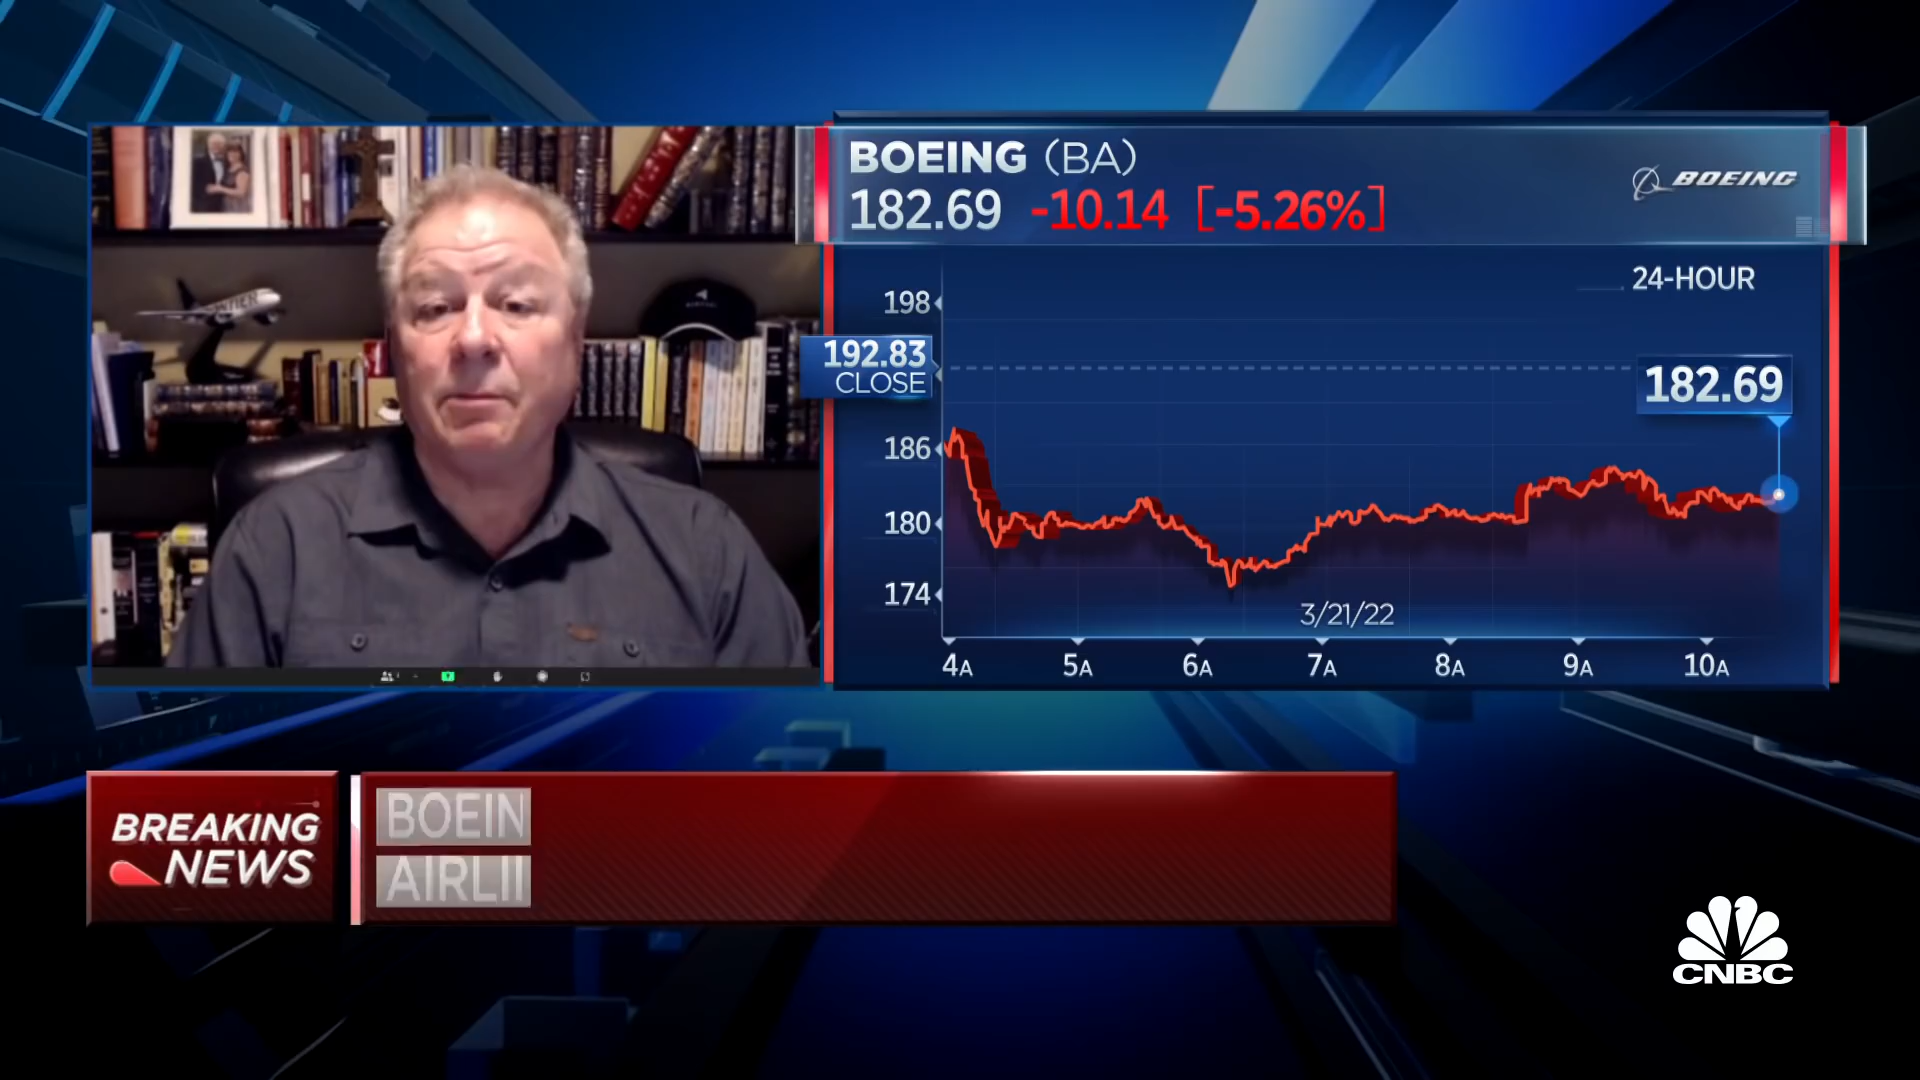 BOEING (BA)
182.69 -10.14 [-5.26%]
BOEING
24-HOUR
198
192.83
CLOSE
182.69
186
180
174
3/21/22
4A 5A 6A 7A 8A 9A 10A
BREAKING
NEWS
BOEIN
AIRLII
CNBC